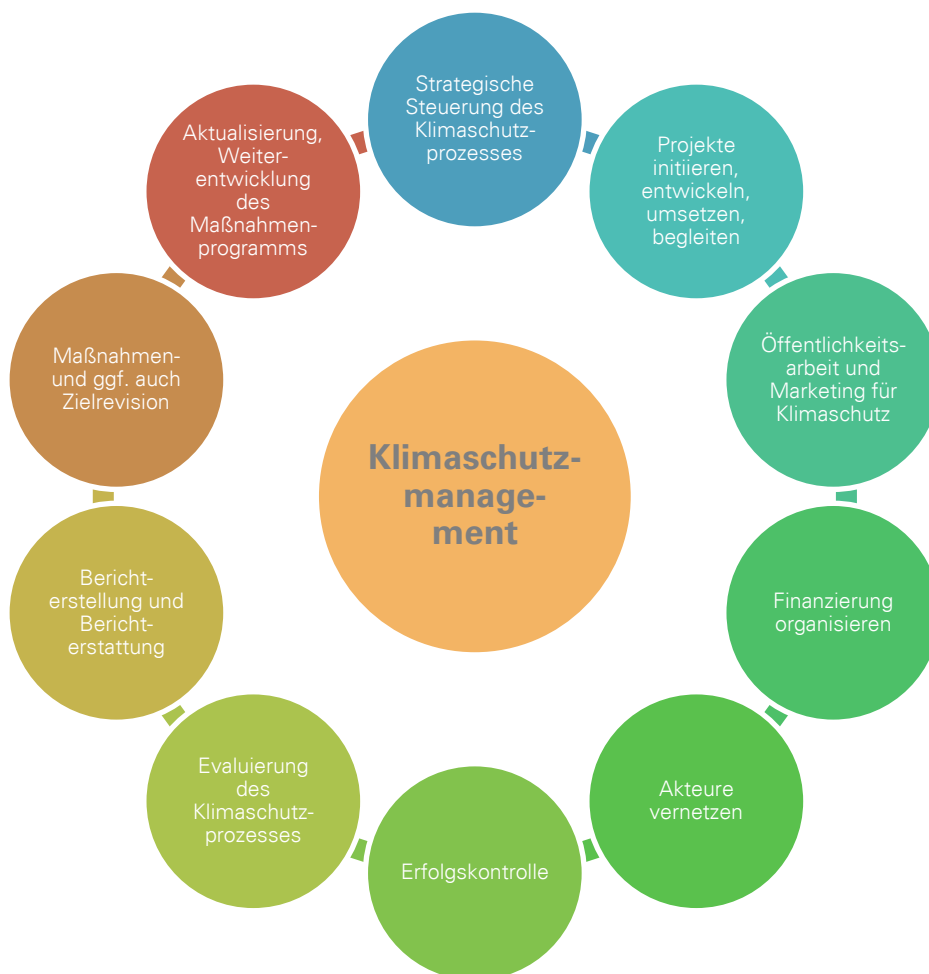 Strategische
Steuerung des
Klimaschutz-
prozesses
Projekte
initiieren,
entwickeln,
umsetzen,
begleiten
Öffentlichkeits-
arbeit und
Marketing für
Klimaschutz
Finanzierung
organisieren
Akteure
vernetzen
Erfolgskontrolle
Evaluierung
des
Klimaschutz-
prozesses
Bericht-
erstellung und
Bericht-
erstattung
Maßnahmen-
und ggf. auch
Zielrevision
Aktualisierung,
Weiter-
entwicklung
des
Maßnahmen-
programms
Klimaschutz-
manage-
ment